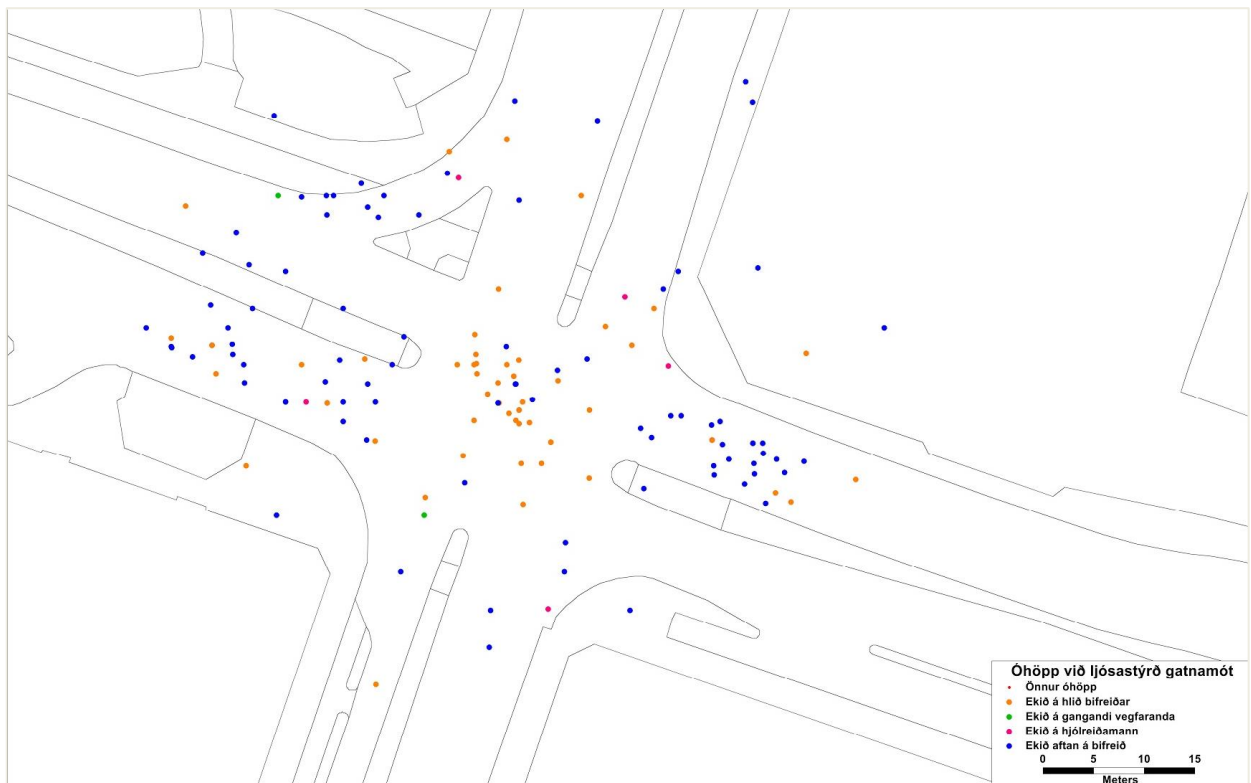 Óhöpp við ljósastýrð gatnamót
Önnur óhöpp
Ekið á hlið bifreiðar
Ekið á gangandi vegfaranda
Ekið á hjólreiðamann
Ekið aftan á bifreið
0 5 10 15
Meters